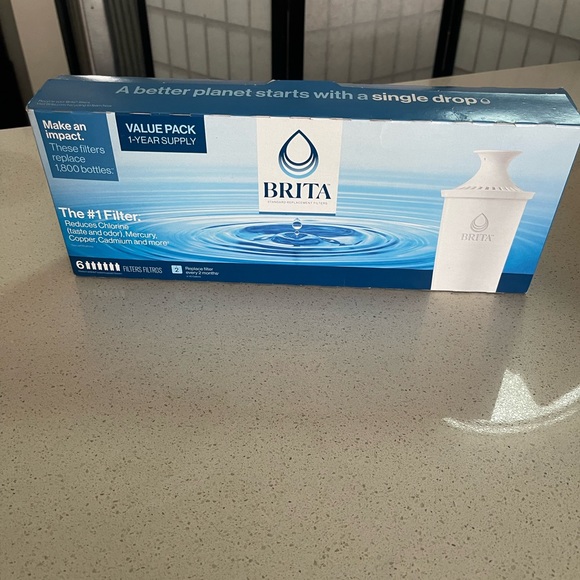 A better planet starts with a single drop
Make an
impact.
These filters
replace
1,800 bottles.
VALUE PACK
1-YEAR SUPPLY
BRITA
BRITA
The #1 Filter.
Reduces Chlorine
(taste and odor), Mercury,
Copper, Cadmium and more
6 FILTERS FILTROS
2 Replace filter
every 2 months